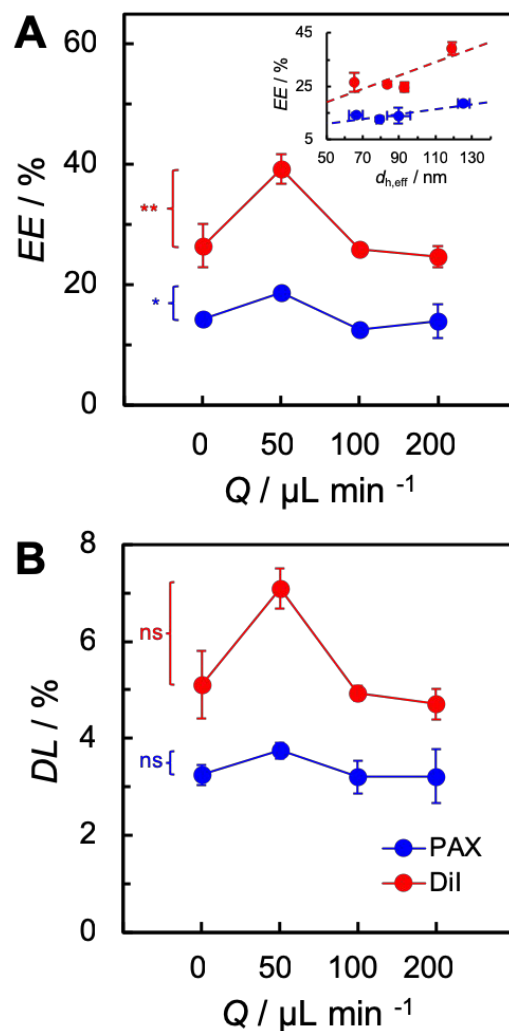 A
60
40
20
0
EE / %
**
*
45
25
5
EE / %
50 70 90 110 130
d_h,eff / nm
0 50 100 200
Q / µL min ⁻¹
B
8
6
4
2
0
DL / %
ns
ns
PAX
DiI
0 50 100 200
Q / µL min ⁻¹